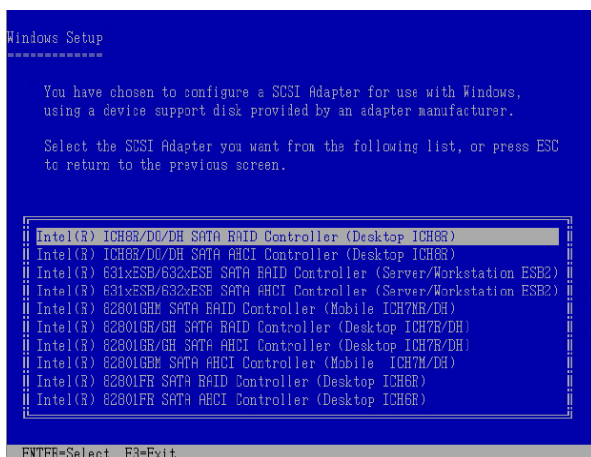 Windows Setup
=============
You have chosen to configure a SCSI Adapter for use with Windows,
using a device support disk provided by an adapter manufacturer.
Select the SCSI Adapter you want from the following list, or press ESC
to return to the previous screen.
Intel(R) ICH8R/DO/DH SATA RAID Controller (Desktop ICH8R)
Intel(R) ICH8R/DO/DH SATA AHCI Controller (Desktop ICH8R)
Intel(R) 631xESB/632xESB SATA RAID Controller (Server/Workstation ESB2)
Intel(R) 631xESB/632xESB SATA AHCI Controller (Server/Workstation ESB2)
Intel(R) 82801GHM SATA RAID Controller (Mobile ICH7MR/DH)
Intel(R) 82801GR/GH SATA RAID Controller (Desktop ICH7R/DH)
Intel(R) 82801GR/GH SATA AHCI Controller (Desktop ICH7R/DH)
Intel(R) 82801GBM SATA AHCI Controller (Mobile ICH7M/DH)
Intel(R) 82801FR SATA RAID Controller (Desktop ICH6R)
Intel(R) 82801FR SATA AHCI Controller (Desktop ICH6R)
ENTER=Select F3=Exit